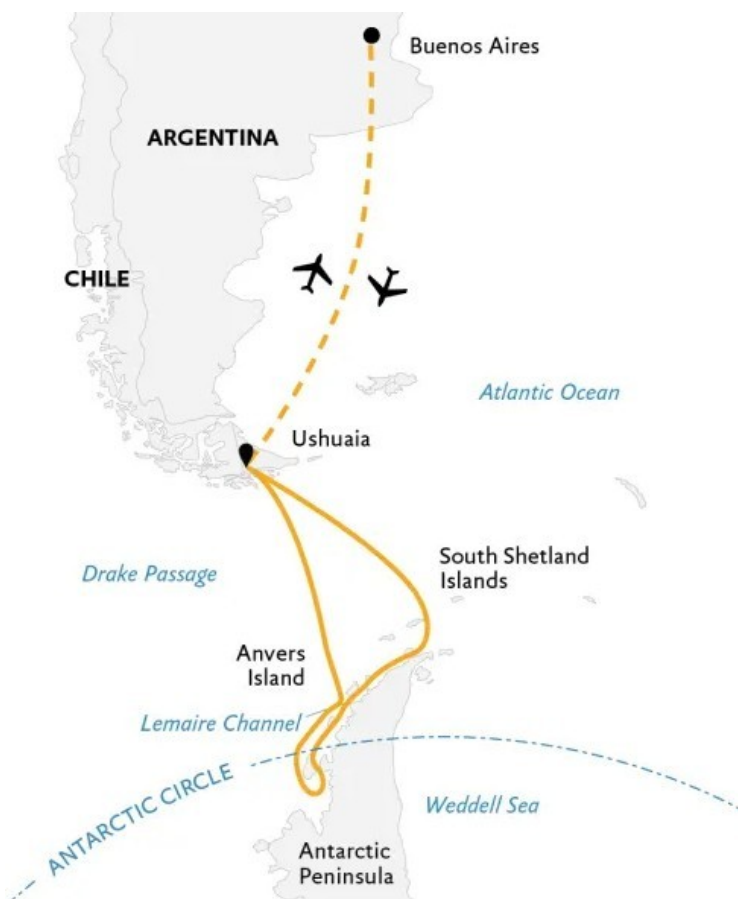 Buenos Aires
ARGENTINA
CHILE
Atlantic Ocean
Ushuaia
South Shetland
Islands
Drake Passage
Anvers
Island
Lemaire Channel
ANTARCTIC CIRCLE
Weddell Sea
Antarctic
Peninsula